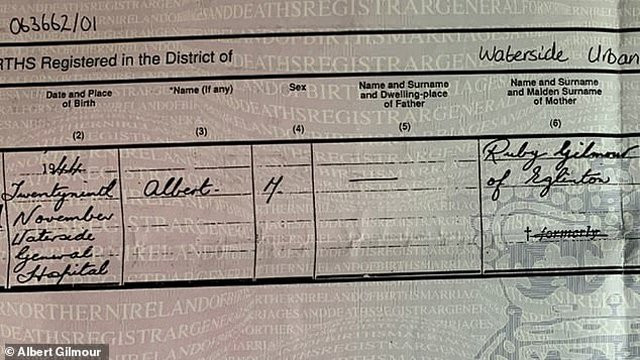 063662/01
RTHS Registered in the District of Waterside Urban
Date and Place of Birth
*Name (If any)
Sex
Name and Surname and Dwelling-place of Father
Name and Surname and Maiden Surname of Mother
(2) (3) (4) (5) (6)
1944
Twentyninth
November
Waterside
General
Hospital
Albert
—
Ruby Gilmour
of Eglinton
† formerly
© Albert Gilmour